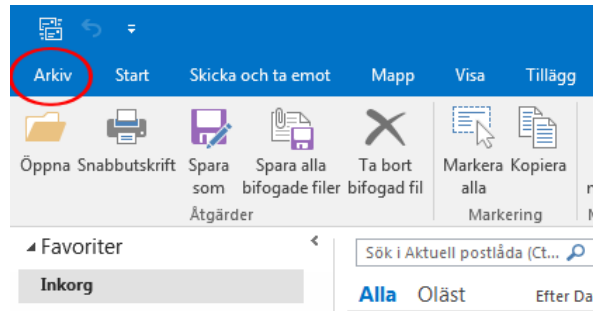 Arkiv Start Skicka och ta emot Mapp Visa Tillägg
Öppna Snabbutskrift Spara som Spara alla bifogade filer Ta bort bifogad fil Markera alla Kopiera
Åtgärder Markering
Favoriter
Sök i Aktuell postlåda (Ct...
Inkorg
Alla Oläst Efter Da